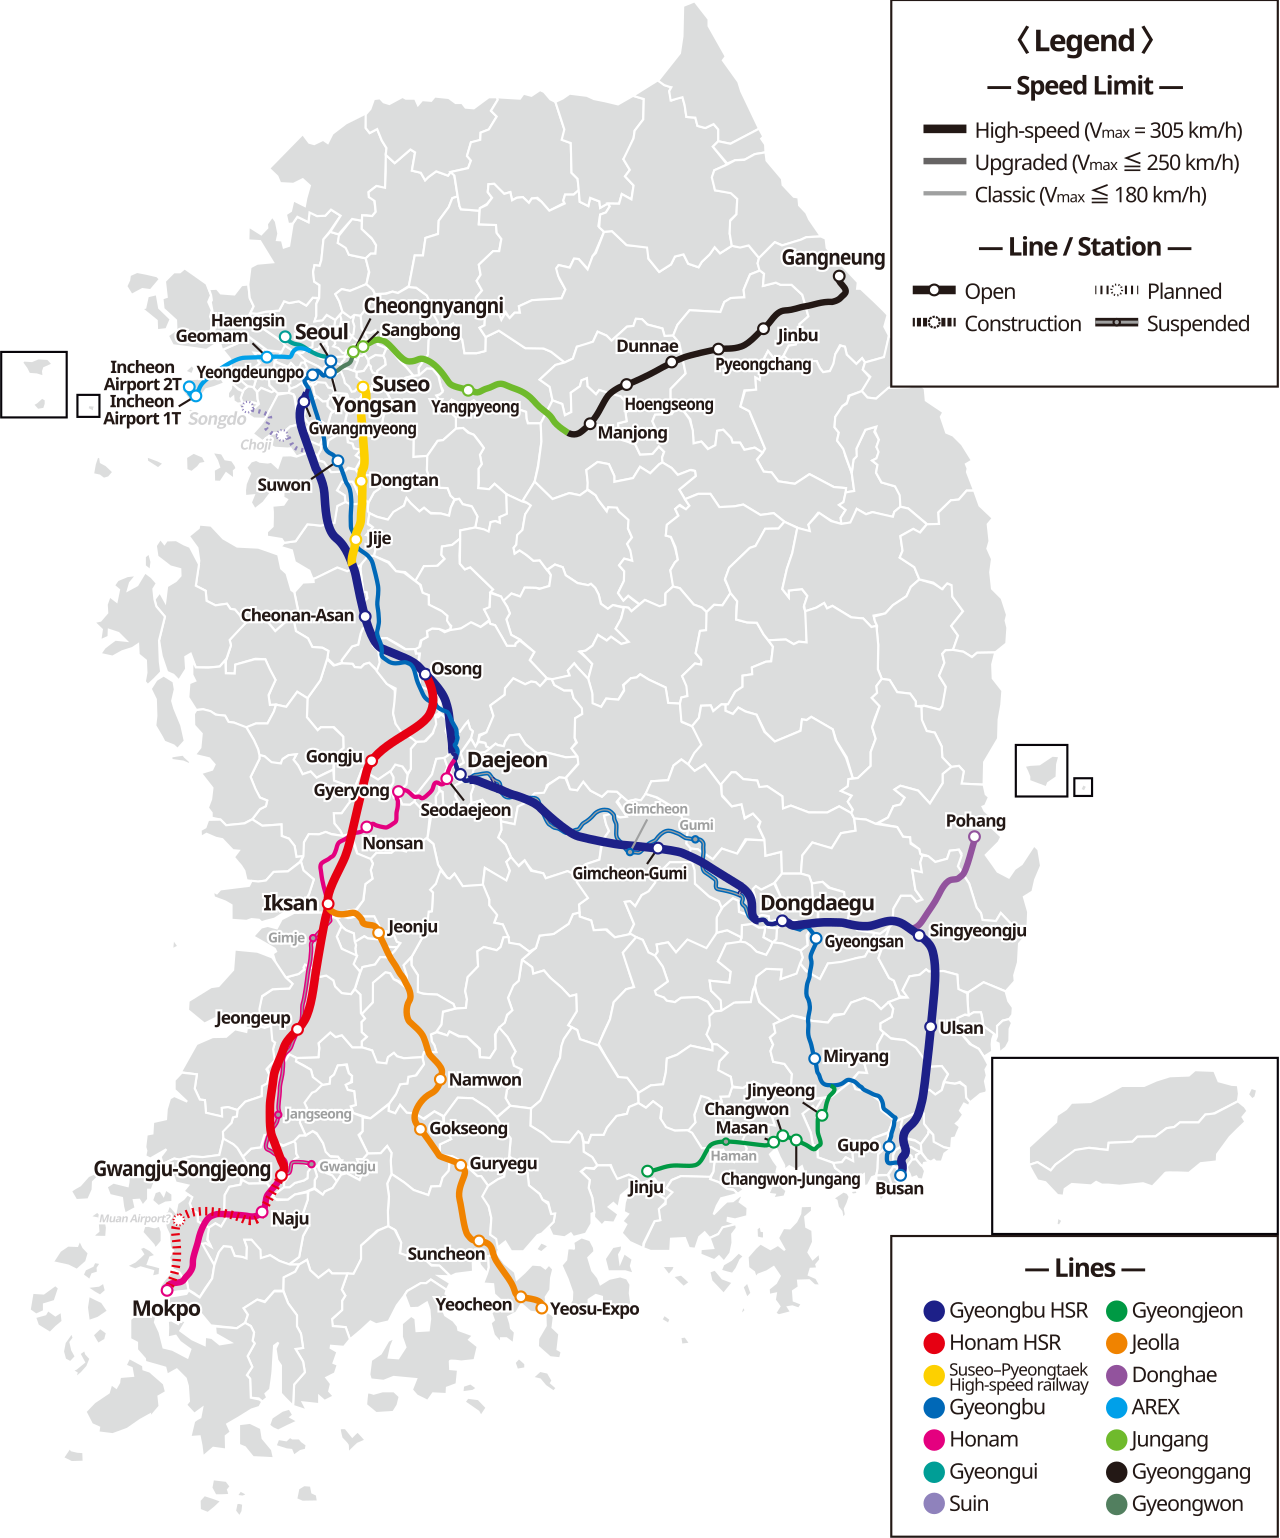 〈 Legend 〉
— Speed Limit —
High-speed (Vmax = 305 km/h)
Upgraded (Vmax ≦ 250 km/h)
Classic (Vmax ≦ 180 km/h)
— Line / Station —
Open
Planned
Construction
Suspended
Gangneung
Jinbu
Pyeongchang
Dunnae
Hoengseong
Manjong
Cheongnyangni
Sangbong
Haengsin
Seoul
Geomam
Incheon
Airport 2T
Incheon
Airport 1T
Yeongdeungpo
Suseo
Yongsan
Yangpyeong
Songdo
Gwangmyeong
Choji
Suwon
Dongtan
Jije
Cheonan-Asan
Osong
Gongju
Daejeon
Gyeryong
Seodaejeon
Nonsan
Gimcheon
Gumi
Gimcheon-Gumi
Pohang
Iksan
Dongdaegu
Jeonju
Gimje
Gyeongsan
Singyeongju
Jeongeup
Ulsan
Miryang
Namwon
Jinyeong
Changwon
Masan
Jangseong
Gokseong
Haman
Gupo
Gwangju-Songjeong
Gwangju
Guryegu
Changwon-Jungang
Jinju
Busan
Muan Airport?
Naju
Suncheon
Mokpo
Yeocheon
Yeosu-Expo
— Lines —
Gyeongbu HSR
Gyeongjeon
Honam HSR
Jeolla
Suseo–Pyeongtaek
High-speed railway
Donghae
Gyeongbu
AREX
Honam
Jungang
Gyeongui
Gyeonggang
Suin
Gyeongwon